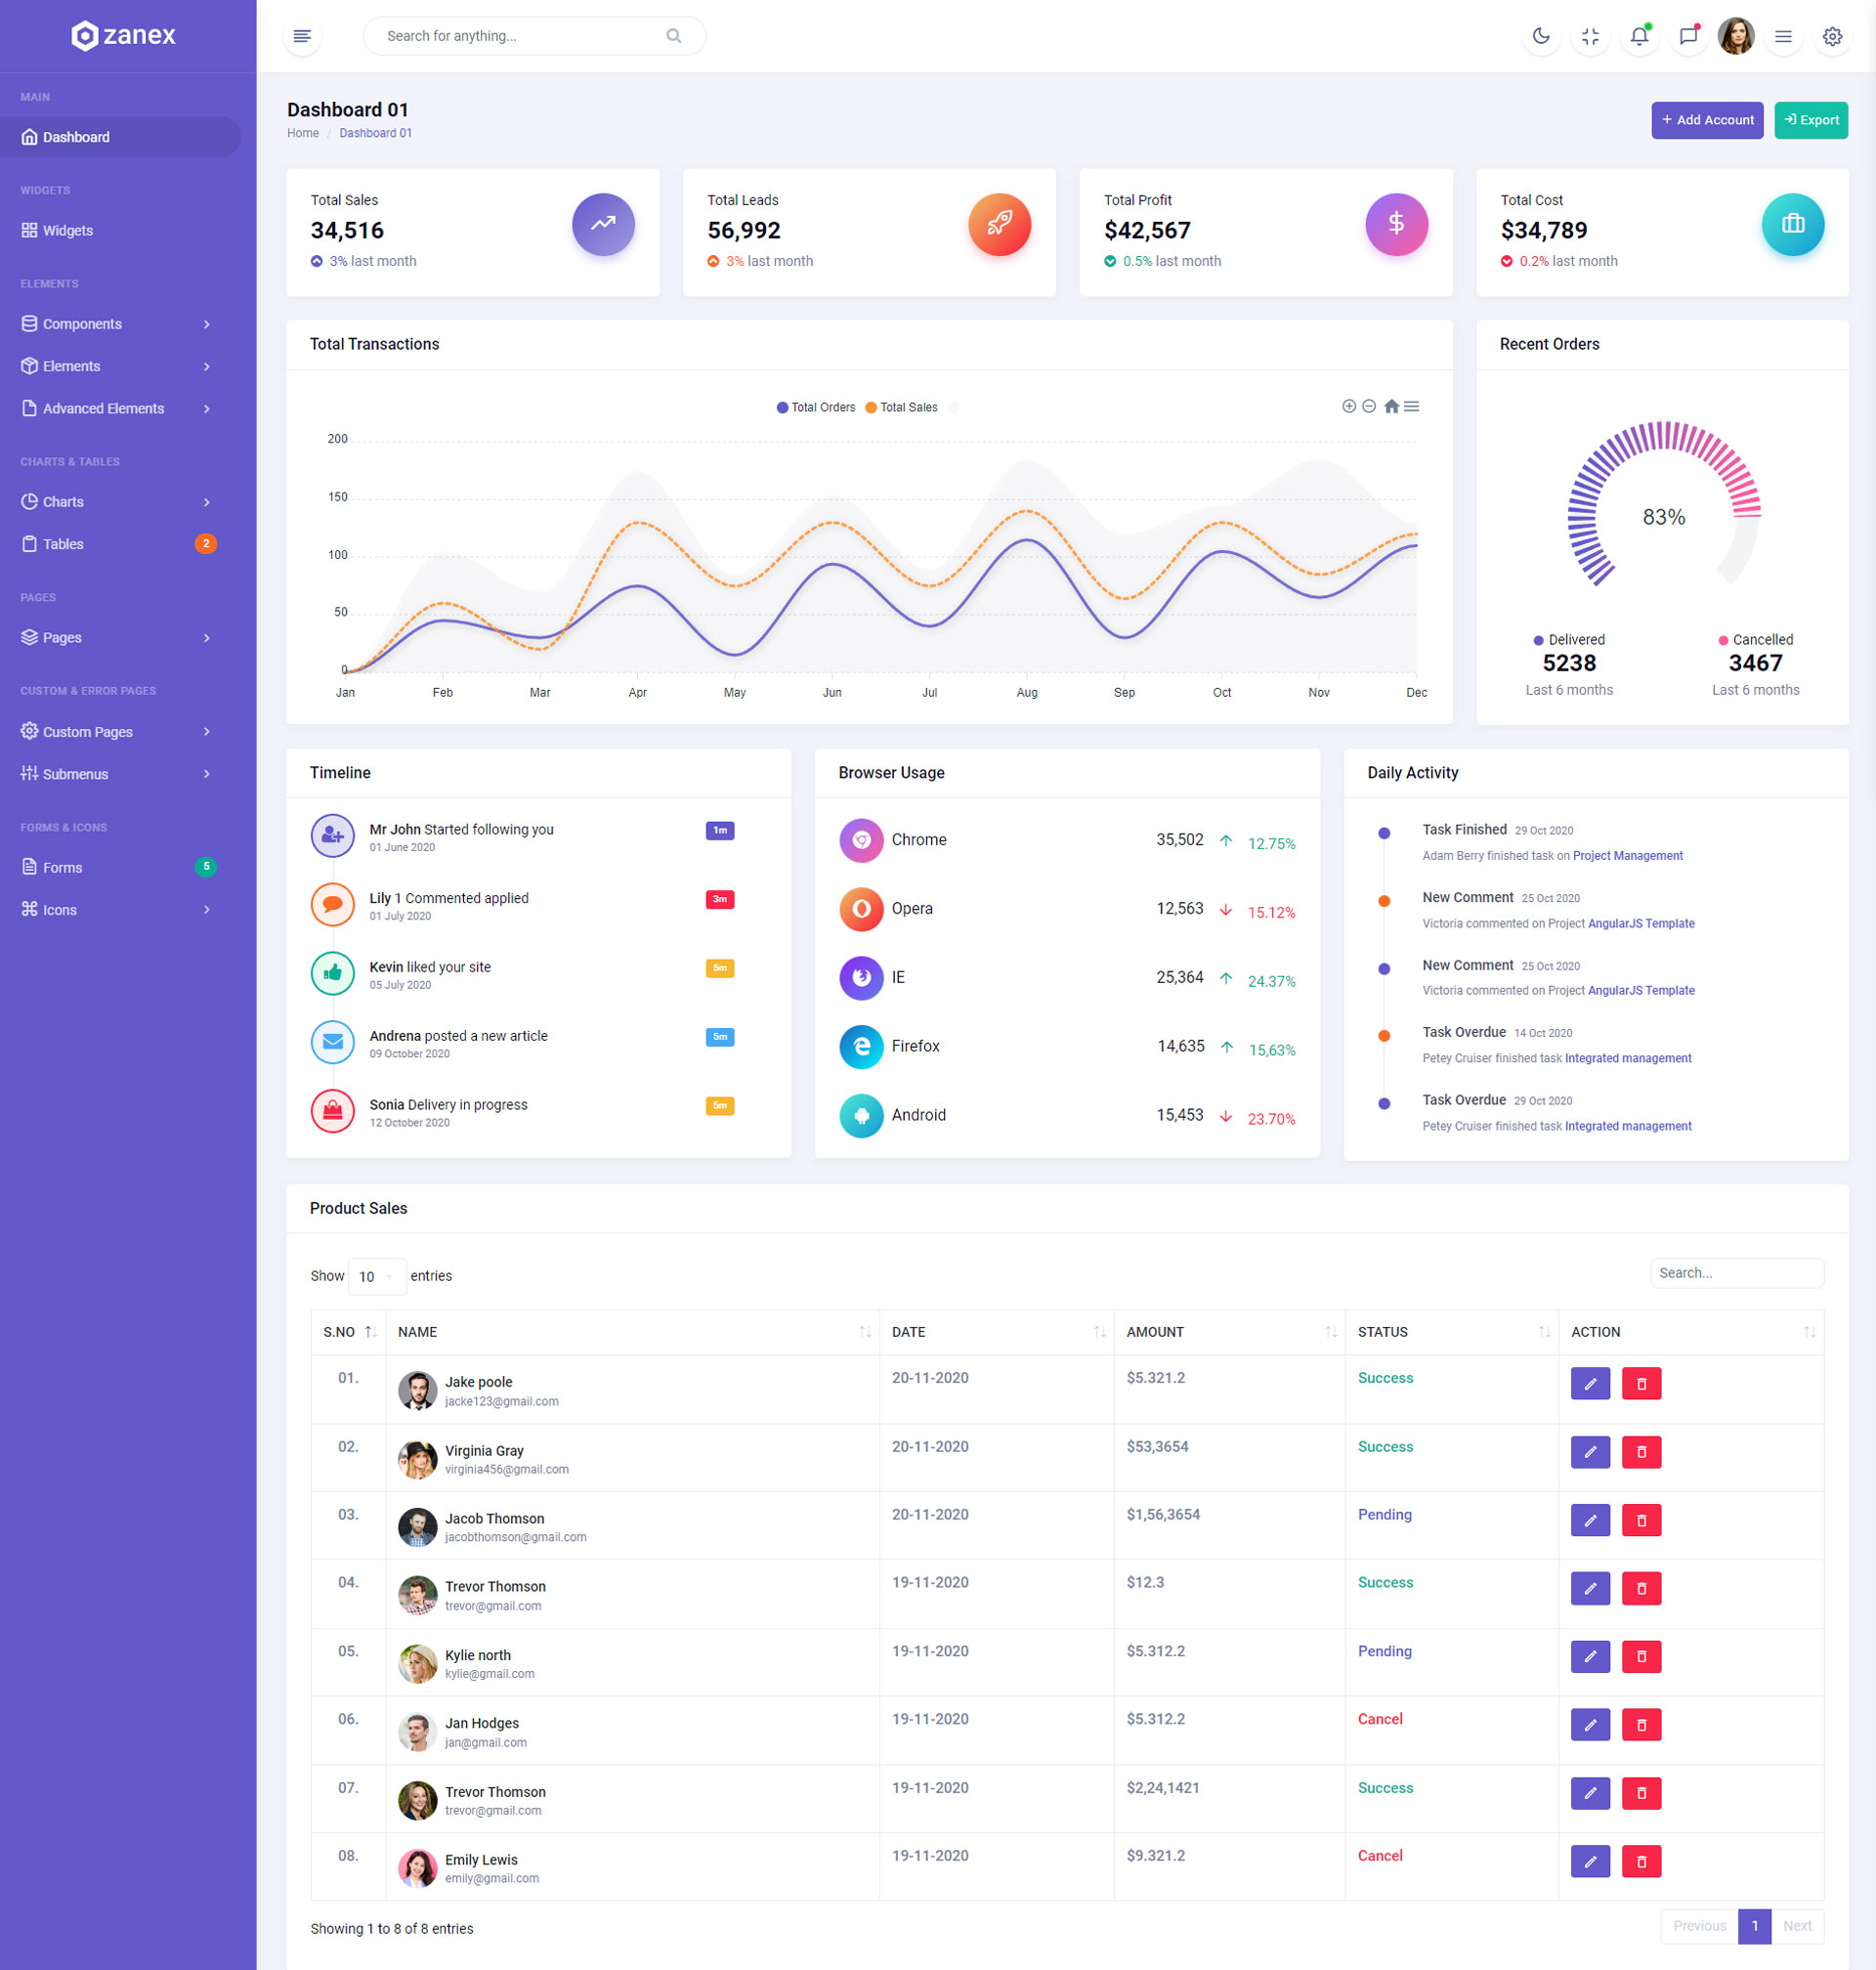 zanex
Search for anything...
MAIN
Dashboard
WIDGETS
Widgets
ELEMENTS
Components
Elements
Advanced Elements
CHARTS & TABLES
Charts
Tables 2
PAGES
Pages
CUSTOM & ERROR PAGES
Custom Pages
Submenus
FORMS & ICONS
Forms 5
Icons
Dashboard 01
Home / Dashboard 01
+ Add Account
Export
Total Sales
34,516
3% last month
Total Leads
56,992
3% last month
Total Profit
$42,567
0.5% last month
Total Cost
$34,789
0.2% last month
Total Transactions
Total Orders Total Sales
200
150
100
50
0
Jan Feb Mar Apr May Jun Jul Aug Sep Oct Nov Dec
Recent Orders
83%
Delivered
5238
Last 6 months
Cancelled
3467
Last 6 months
Timeline
Mr John Started following you 1m
01 June 2020
Lily 1 Commented applied 3m
01 July 2020
Kevin liked your site 5m
05 July 2020
Andrena posted a new article 5m
09 October 2020
Sonia Delivery in progress 5m
12 October 2020
Browser Usage
Chrome 35,502 12.75%
Opera 12,563 15.12%
IE 25,364 24.37%
Firefox 14,635 15,63%
Android 15,453 23.70%
Daily Activity
Task Finished 29 Oct 2020
Adam Berry finished task on Project Management
New Comment 25 Oct 2020
Victoria commented on Project AngularJS Template
New Comment 25 Oct 2020
Victoria commented on Project AngularJS Template
Task Overdue 14 Oct 2020
Petey Cruiser finished task Integrated management
Task Overdue 29 Oct 2020
Petey Cruiser finished task Integrated management
Product Sales
Show 10 entries
Search...
S.NO NAME DATE AMOUNT STATUS ACTION
01. Jake poole 20-11-2020 $5.321.2 Success
jacke123@gmail.com
02. Virginia Gray 20-11-2020 $53,3654 Success
virginia456@gmail.com
03. Jacob Thomson 20-11-2020 $1,56,3654 Pending
jacobthomson@gmail.com
04. Trevor Thomson 19-11-2020 $12.3 Success
trevor@gmail.com
05. Kylie north 19-11-2020 $5.312.2 Pending
kylie@gmail.com
06. Jan Hodges 19-11-2020 $5.312.2 Cancel
jan@gmail.com
07. Trevor Thomson 19-11-2020 $2,24,1421 Success
trevor@gmail.com
08. Emily Lewis 19-11-2020 $9.321.2 Cancel
emily@gmail.com
Showing 1 to 8 of 8 entries
Previous 1 Next